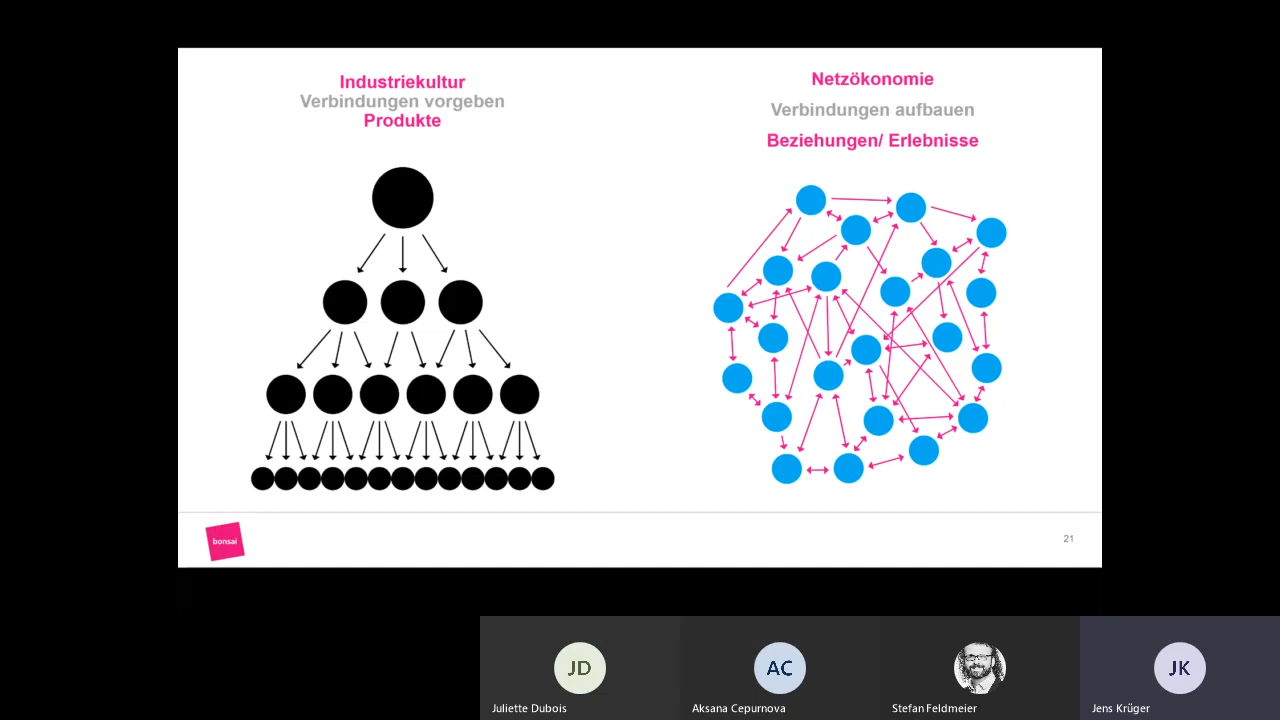 Industriekultur
Verbindungen vorgeben
Produkte
Netzökonomie
Verbindungen aufbauen
Beziehungen/ Erlebnisse
bonsai
21
JD
Juliette Dubois
AC
Aksana Cepurnova
Stefan Feldmeier
JK
Jens Krüger